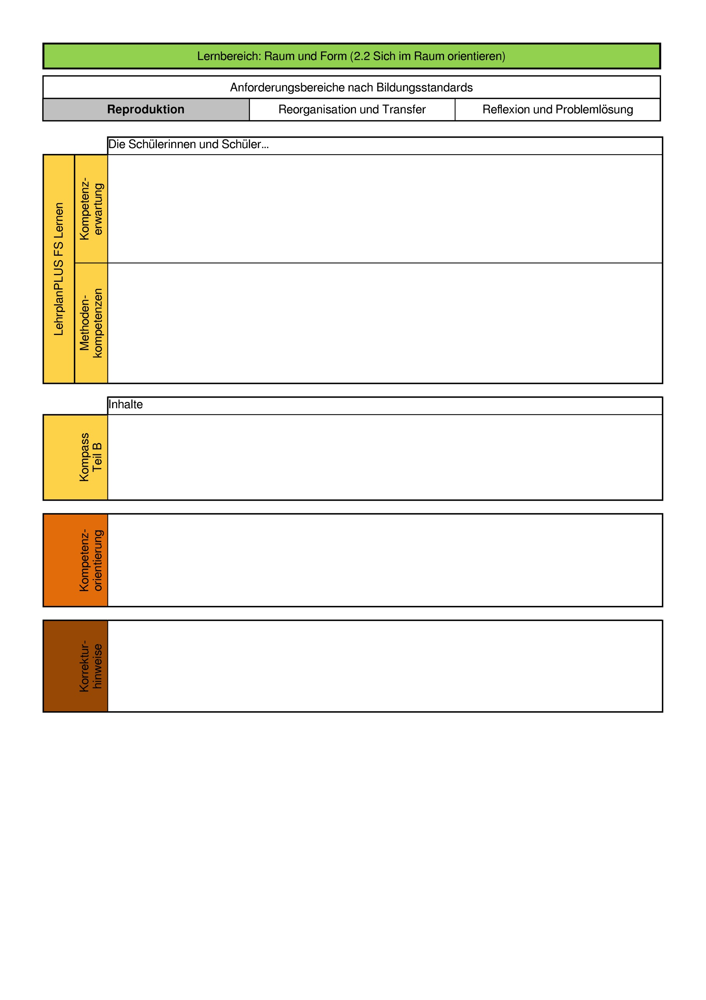 Lernbereich: Raum und Form (2.2 Sich im Raum orientieren)
Anforderungsbereiche nach Bildungsstandards
Reproduktion
Reorganisation und Transfer
Reflexion und Problemlösung
Die Schülerinnen und Schüler...
LehrplanPLUS FS Lernen
Kompetenz-
erwartung
Methoden-
kompetenzen
Inhalte
Kompass
Teil B
Kompetenz-
orientierung
Korrektur-
hinweise